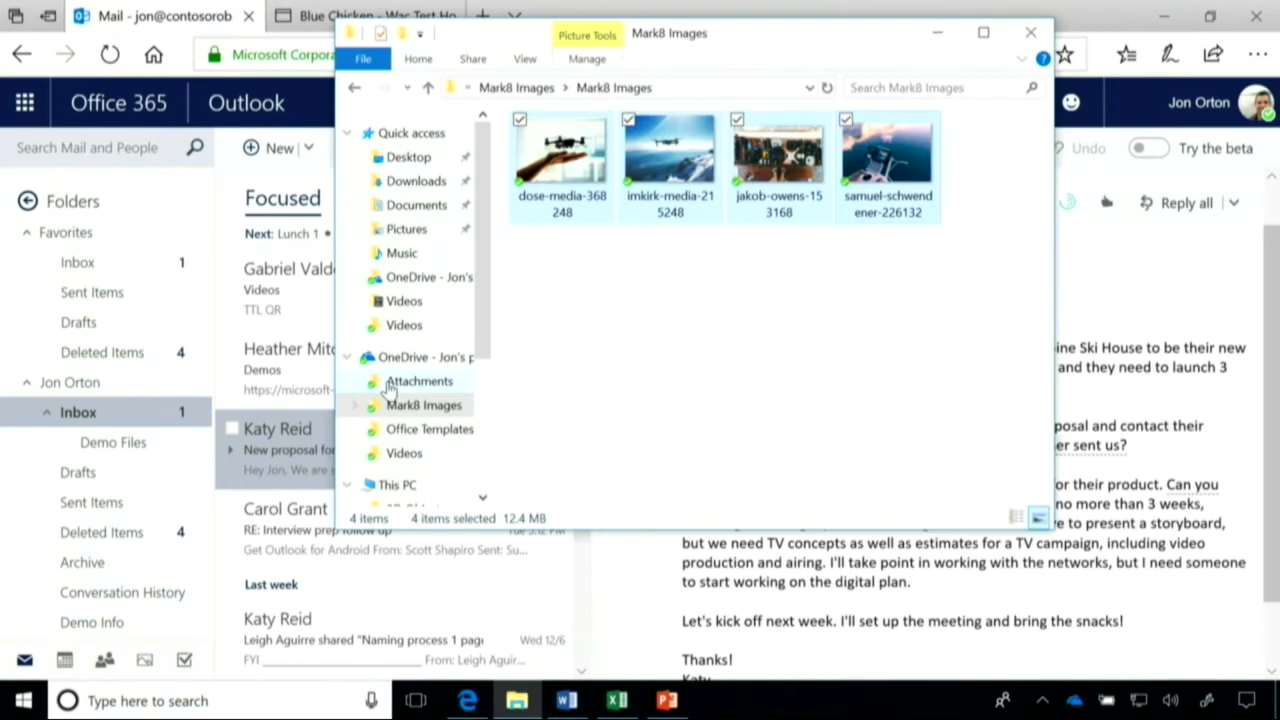 Mail - jon@contosorob
Blue Chicken - Wac Tert Ho
Microsoft Corpora
Picture Tools
Mark8 Images
File
Home
Share
View
Manage
Mark8 Images > Mark8 Images
Search Mark8 Images
Office 365
Outlook
Jon Orton
Search Mail and People
New
Undo
Try the beta
Reply all
Folders
Favorites
Inbox 1
Sent Items
Drafts
Deleted Items 4
Jon Orton
Inbox 1
Demo Files
Drafts
Sent Items
Deleted Items 4
Archive
Conversation History
Demo Info
Focused
Next: Lunch 1
Gabriel Vald
Videos
TTL QR
Heather Mitc
Demos
https://microsoft-
Katy Reid
New proposal for
Hey Jon, We are s
Carol Grant
RE: Interview prep follow up
Get Outlook for Android From: Scott Shapiro Sent: Su...
Last week
Katy Reid
Leigh Aguirre shared "Naming process 1 page
Wed 12/6
FYI ____________________ From: Leigh Aguir...
Quick access
Desktop
Downloads
Documents
Pictures
Music
OneDrive - Jon's
Videos
Videos
OneDrive - Jon's p
Attachments
Mark8 Images
Office Templates
Videos
This PC
dose-media-368
248
imkirk-media-21
5248
jakob-owens-15
3168
samuel-schwend
ener-226132
4 items
4 items selected 12.4 MB
ine Ski House to be their new
and they need to launch 3
posal and contact their
er sent us?
or their product. Can you
no more than 3 weeks,
e to present a storyboard,
but we need TV concepts as well as estimates for a TV campaign, including video
production and airing. I'll take point in working with the networks, but I need someone
to start working on the digital plan.
Let's kick off next week. I'll set up the meeting and bring the snacks!
Thanks!
Katy
Type here to search